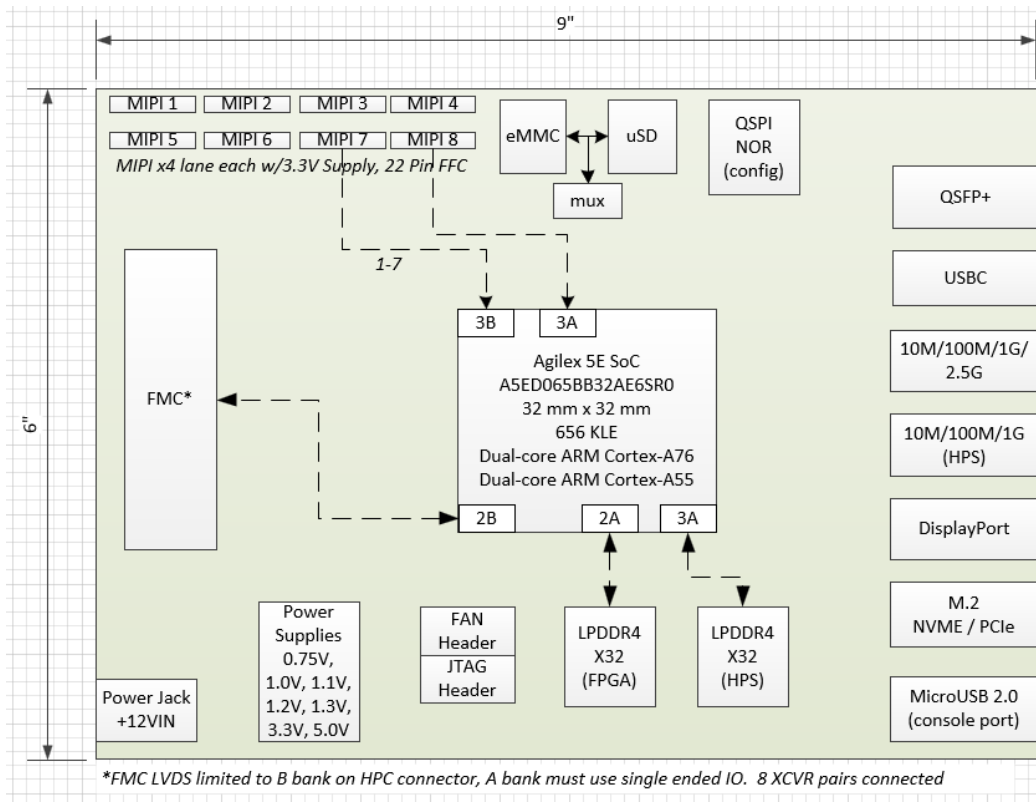 9"
6"
MIPI 1 MIPI 2 MIPI 3 MIPI 4
MIPI 5 MIPI 6 MIPI 7 MIPI 8
MIPI x4 lane each w/3.3V Supply, 22 Pin FFC
eMMC
uSD
mux
QSPI
NOR
(config)
1-7
FMC*
3B
3A
Agilex 5E SoC
A5ED065BB32AE6SR0
32 mm x 32 mm
656 KLE
Dual-core ARM Cortex-A76
Dual-core ARM Cortex-A55
2B
2A
3A
QSFP+
USBC
10M/100M/1G/
2.5G
10M/100M/1G
(HPS)
DisplayPort
M.2
NVME / PCIe
MicroUSB 2.0
(console port)
Power Jack
+12VIN
Power
Supplies
0.75V,
1.0V, 1.1V,
1.2V, 1.3V,
3.3V, 5.0V
FAN
Header
JTAG
Header
LPDDR4
X32
(FPGA)
LPDDR4
X32
(HPS)
*FMC LVDS limited to B bank on HPC connector, A bank must use single ended IO.  8 XCVR pairs connected